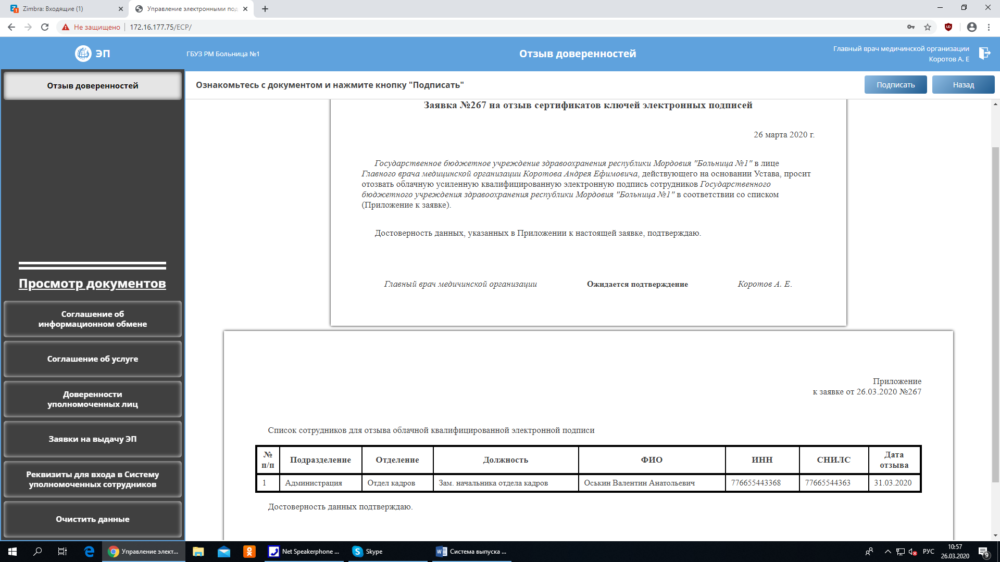 Zimbra: Входящие (1)
Управление электронными под
Не защищено
172.16.177.75/ECP/
ЭП
ГБУЗ РМ Больница №1
Отзыв доверенностей
Главный врач медичинской организации
Коротов А. Е
Отзыв доверенностей
Ознакомьтесь с документом и нажмите кнопку "Подписать"
Подписать
Назад
Заявка №267 на отзыв сертификатов ключей электронных подписей
26 марта 2020 г.
Государственное бюджетное учреждение здравоохранения республики Мордовия "Больница №1" в лице
Главного врача медицинской организации Коротова Андрея Ефимовича, действующего на основании Устава, просит
отозвать облачную усиленную квалифицированную электронную подпись сотрудников Государственного
бюджетного учреждения здравоохранения республики Мордовия "Больница №1" в соответствии со списком
(Приложение к заявке).
Достоверность данных, указанных в Приложении к настоящей заявке, подтверждаю.
Главный врач медичинской организации
Ожидается подтверждение
Коротов А. Е.
Просмотр документов
Соглашение об
информационном обмене
Соглашение об услуге
Доверенности
уполномоченных лиц
Заявки на выдачу ЭП
Реквизиты для входа в Систему
уполномоченных сотрудников
Очистить данные
Приложение
к заявке от 26.03.2020 №267
Список сотрудников для отзыва облачной квалифицированной электронной подписи
№ п/п Подразделение Отделение Должность ФИО ИНН СНИЛС Дата отзыва
1 Администрация Отдел кадров Зам. начальника отдела кадров Оськин Валентин Анатольевич 776655443368 77665544363 31.03.2020
Достоверность данных подтверждаю.
Управление элект...
Net Speakerphone ...
Skype
Система выпуска ...
РУС
10:57
26.03.2020
9